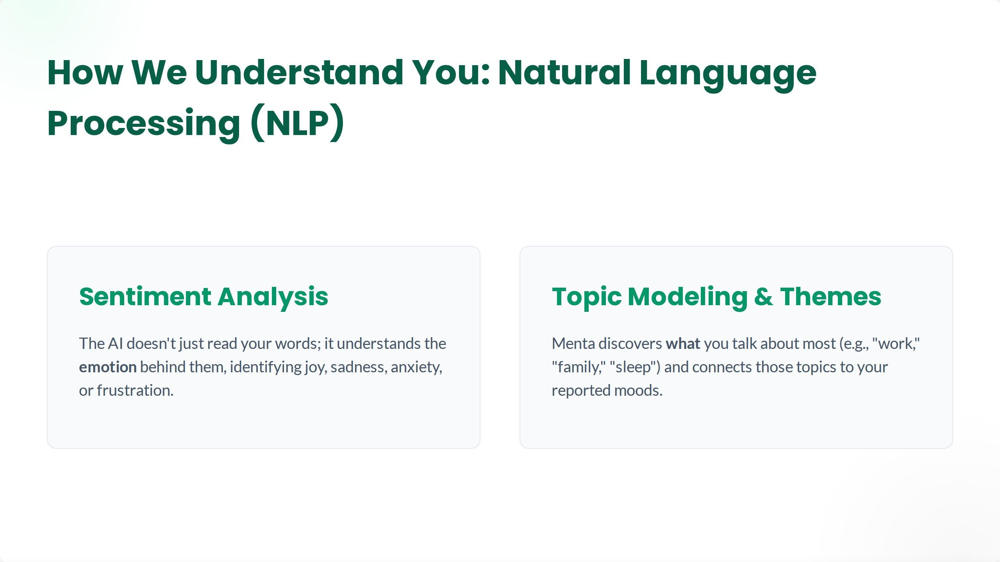 How We Understand You: Natural Language
Processing (NLP)
Sentiment Analysis
The AI doesn't just read your words; it understands the
emotion behind them, identifying joy, sadness, anxiety,
or frustration.
Topic Modeling & Themes
Menta discovers what you talk about most (e.g., "work,"
"family," "sleep") and connects those topics to your
reported moods.